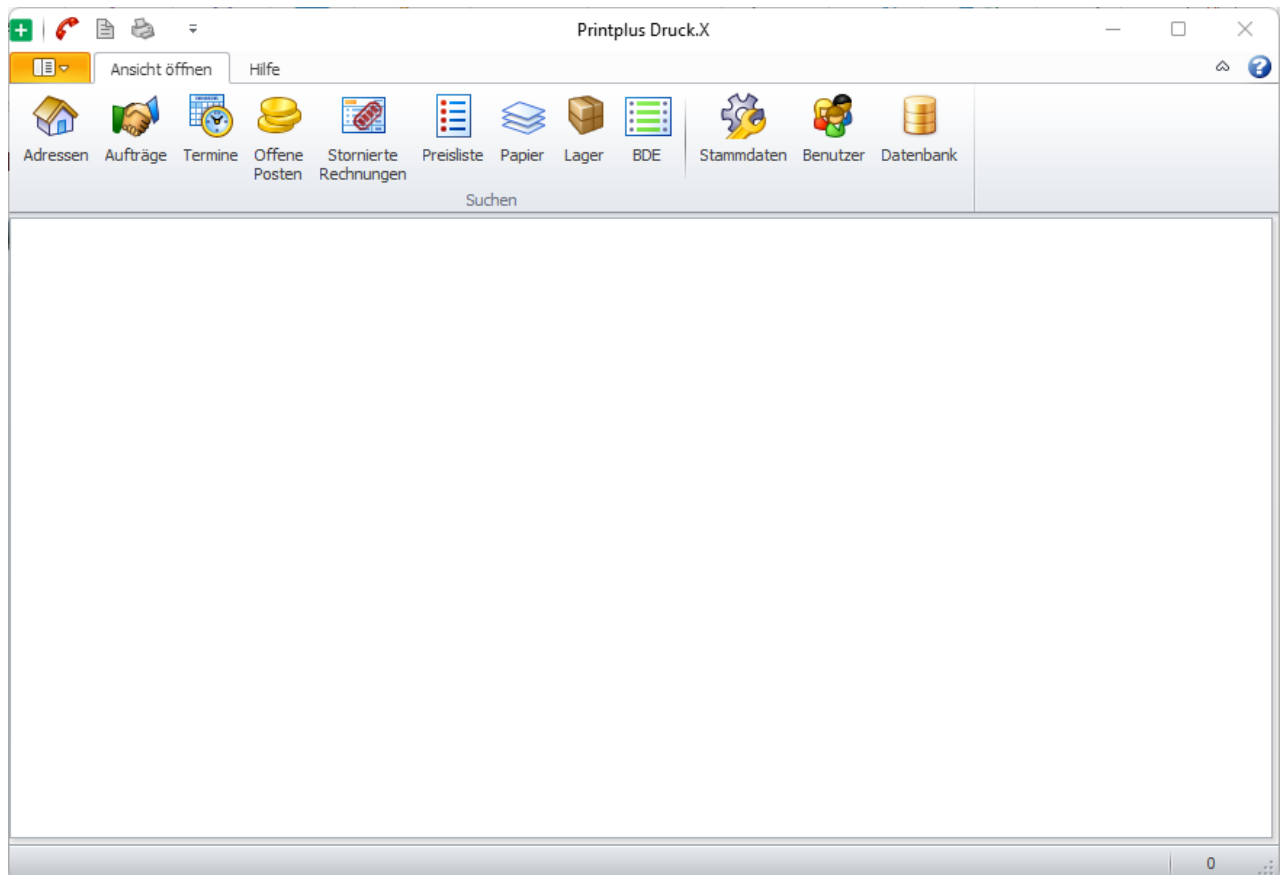 Printplus Druck.X
Ansicht öffnen Hilfe
Adressen Aufträge Termine Offene Posten Stornierte Rechnungen Preisliste Papier Lager BDE Stammdaten Benutzer Datenbank
Suchen
0